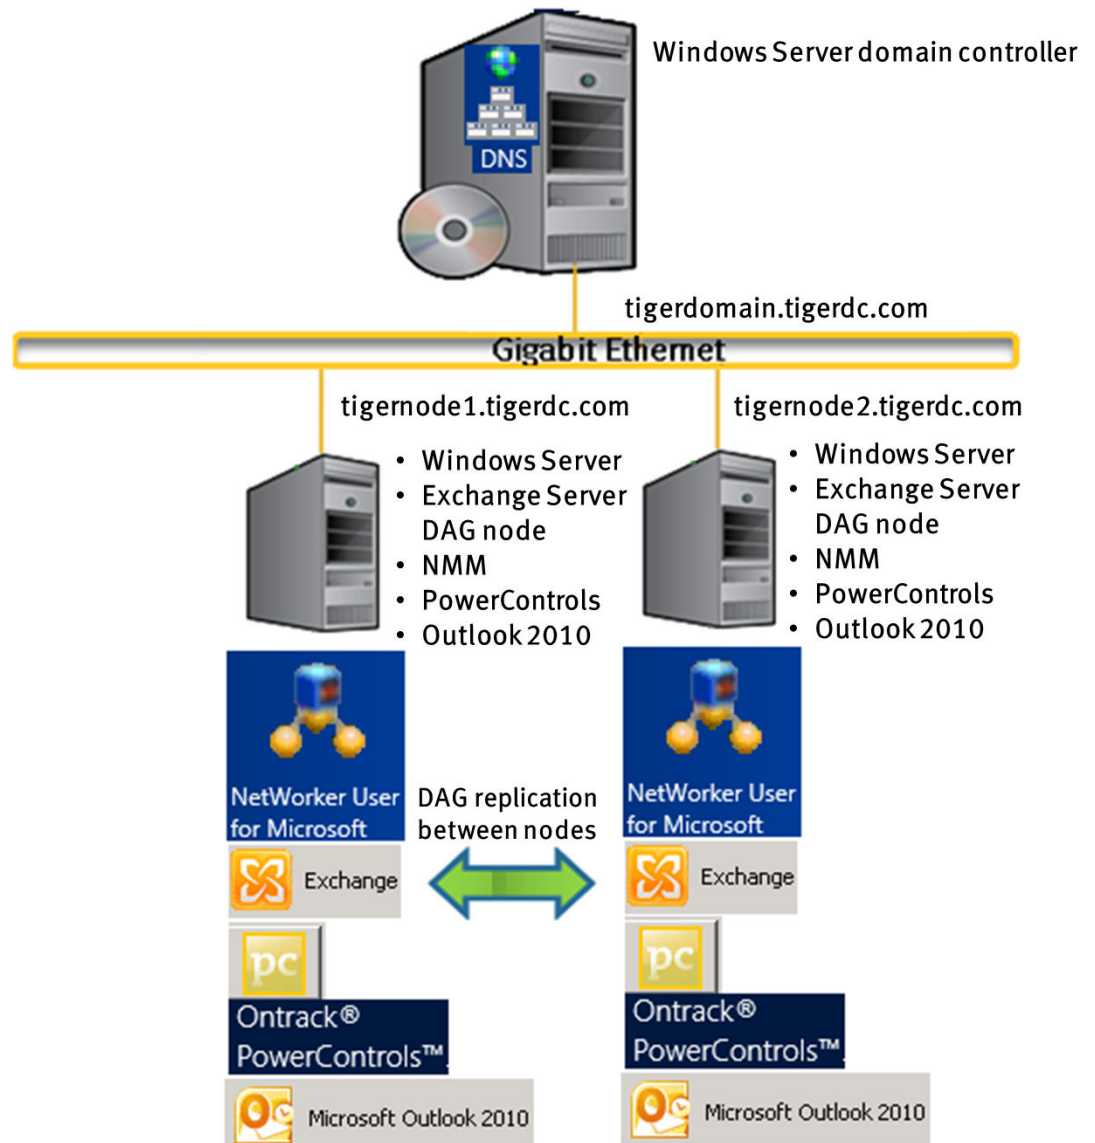 Windows Server domain controller
DNS
tigerdomain.tigerdc.com
Gigabit Ethernet
tigernode1.tigerdc.com
• Windows Server
• Exchange Server
DAG node
• NMM
• PowerControls
• Outlook 2010
tigernode2.tigerdc.com
• Windows Server
• Exchange Server
DAG node
• NMM
• PowerControls
• Outlook 2010
NetWorker User
for Microsoft
Exchange
pc
Ontrack®
PowerControls™
Microsoft Outlook 2010
DAG replication
between nodes
NetWorker User
for Microsoft
Exchange
pc
Ontrack®
PowerControls™.
Microsoft Outlook 2010